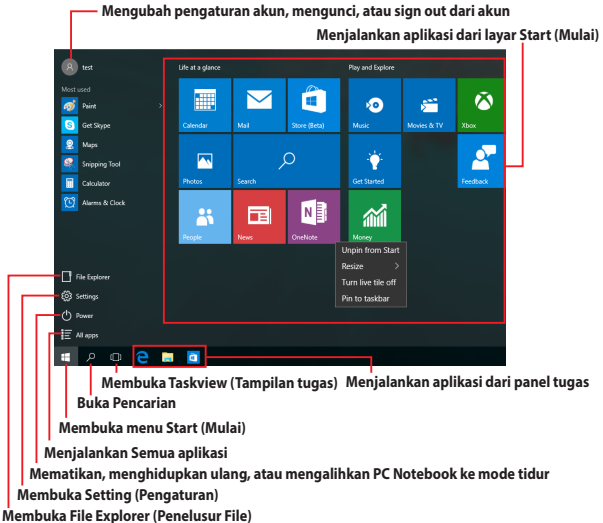 Mengubah pengaturan akun, mengunci, atau sign out dari akun
Menjalankan aplikasi dari layar Start (Mulai)
test
Life at a glance
Play and Explore
Most used
Paint
Get Skype
Maps
Snipping Tool
Calculator
Alarms & Clock
Calendar
Mail
Store (Beta)
Music
Movies & TV
Xbox
Photos
Search
Get Started
Feedback
People
News
OneNote
Money
Unpin from Start
Resize
Turn live tile off
Pin to taskbar
File Explorer
Settings
Power
All apps
Membuka Taskview (Tampilan tugas)
Menjalankan aplikasi dari panel tugas
Buka Pencarian
Membuka menu Start (Mulai)
Menjalankan Semua aplikasi
Mematikan, menghidupkan ulang, atau mengalihkan PC Notebook ke mode tidur
Membuka Setting (Pengaturan)
Membuka File Explorer (Penelusur File)